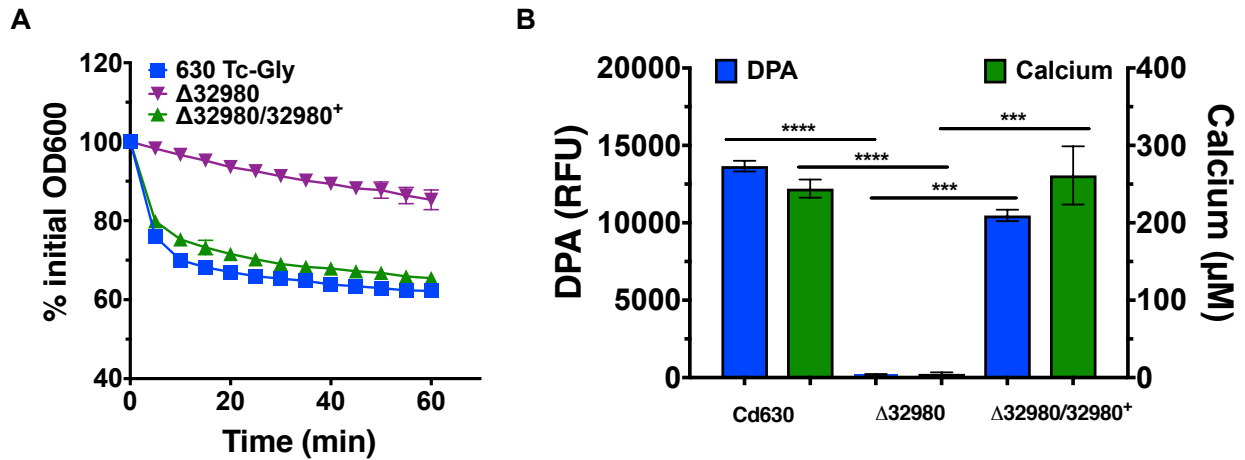 A
120
100
80
60
40
% initial OD600
630 Tc-Gly
Δ32980
Δ32980/32980⁺
0
20
40
60
Time (min)
B
20000
15000
10000
5000
0
DPA (RFU)
DPA
Calcium
****
****
***
***
400
300
200
100
0
Calcium (µM)
Cd630
Δ32980
Δ32980/32980⁺